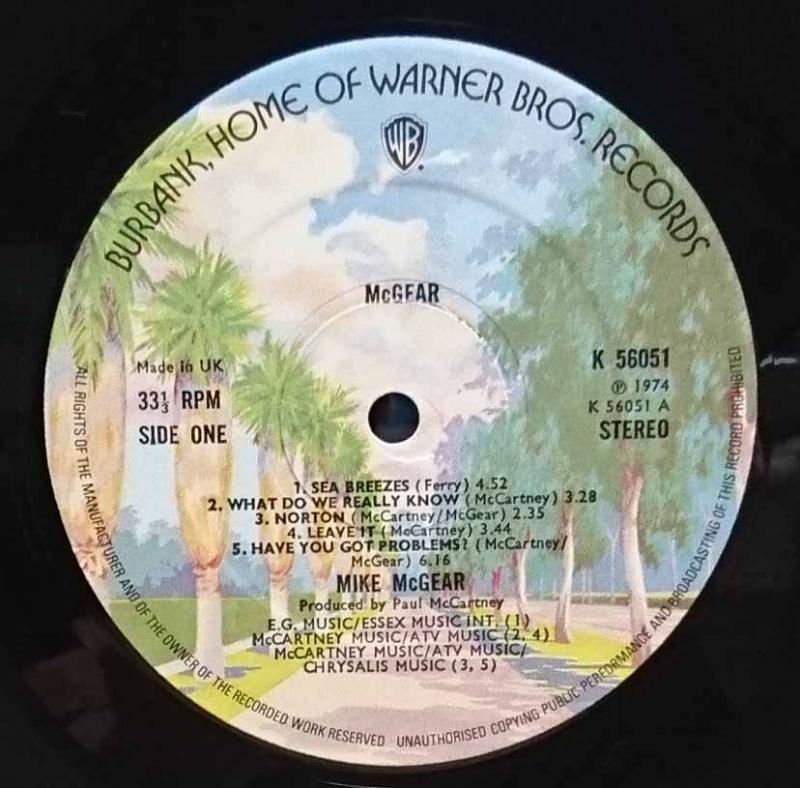 BURBANK, HOME OF WARNER BROS. RECORDS
WB
McGEAR
Made in UK
33⅓ RPM
SIDE ONE
K 56051
Ⓟ 1974
K 56051 A
STEREO
1. SEA BREEZES (Ferry) 4.52
2. WHAT DO WE REALLY KNOW (McCartney) 3.28
3. NORTON (McCartney/McGear) 2.35
4. LEAVE IT (McCartney) 3.44
5. HAVE YOU GOT PROBLEMS? (McCartney/
McGear) 6.16
MIKE McGEAR
Produced by Paul McCartney
E.G. MUSIC/ESSEX MUSIC INT. (1)
McCARTNEY MUSIC/ATV MUSIC (2, 4)
McCARTNEY MUSIC/ATV MUSIC/
CHRYSALIS MUSIC (3, 5)
ALL RIGHTS OF THE MANUFACTURER AND OF THE OWNER OF THE RECORDED WORK RESERVED UNAUTHORISED COPYING PUBLIC PERFORMANCE AND BROADCASTING OF THIS RECORD PROHIBITED